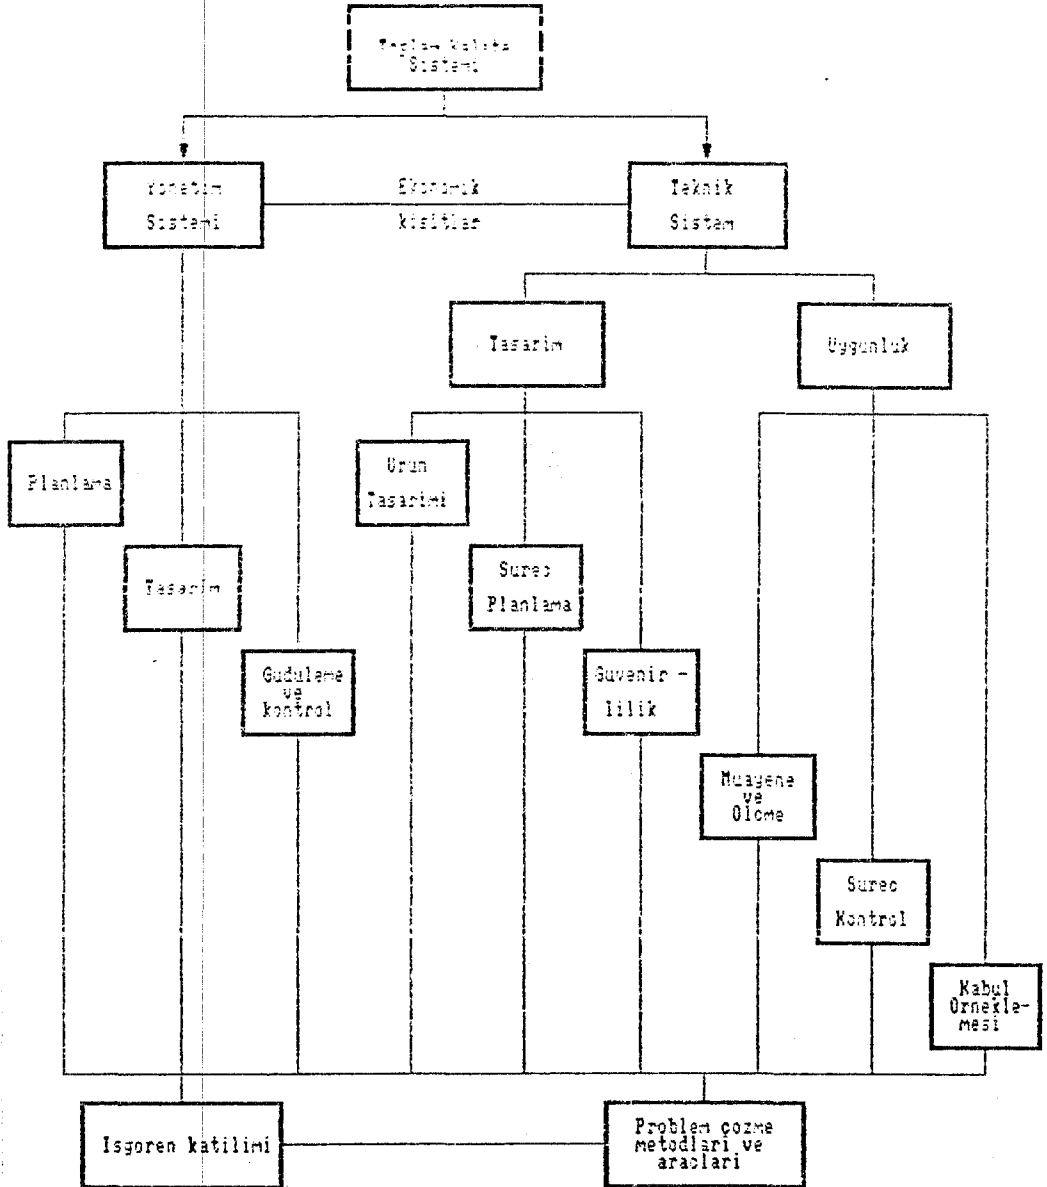 Toplam Kalite
Sistemi
Yonetim
Sistemi
Ekonomik
kisitlar
Teknik
Sistem
Tasarim
Uygunluk
Planlama
Urun
Tasarimi
Tasarim
Surec
Planlama
Guduleme
ve
kontrol
Guvenir -
lilik
Muayene
ve
Olcme
Surec
Kontrol
Kabul
Ornekle-
mesi
Isgoren katilimi
Problem çozme
metodlari ve
araclari